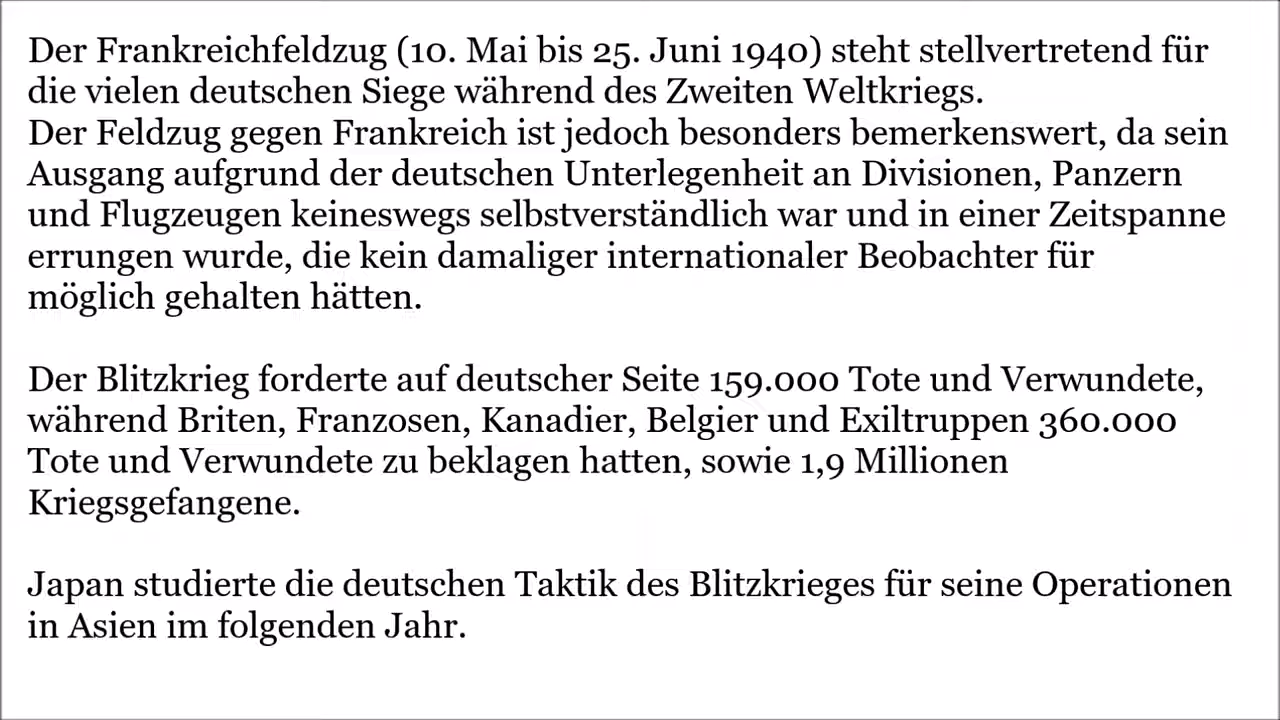 Der Frankreichfeldzug (10. Mai bis 25. Juni 1940) steht stellvertretend für
die vielen deutschen Siege während des Zweiten Weltkriegs.
Der Feldzug gegen Frankreich ist jedoch besonders bemerkenswert, da sein
Ausgang aufgrund der deutschen Unterlegenheit an Divisionen, Panzern
und Flugzeugen keineswegs selbstverständlich war und in einer Zeitspanne
errungen wurde, die kein damaliger internationaler Beobachter für
möglich gehalten hätten.
Der Blitzkrieg forderte auf deutscher Seite 159.000 Tote und Verwundete,
während Briten, Franzosen, Kanadier, Belgier und Exiltruppen 360.000
Tote und Verwundete zu beklagen hatten, sowie 1,9 Millionen
Kriegsgefangene.
Japan studierte die deutschen Taktik des Blitzkrieges für seine Operationen
in Asien im folgenden Jahr.